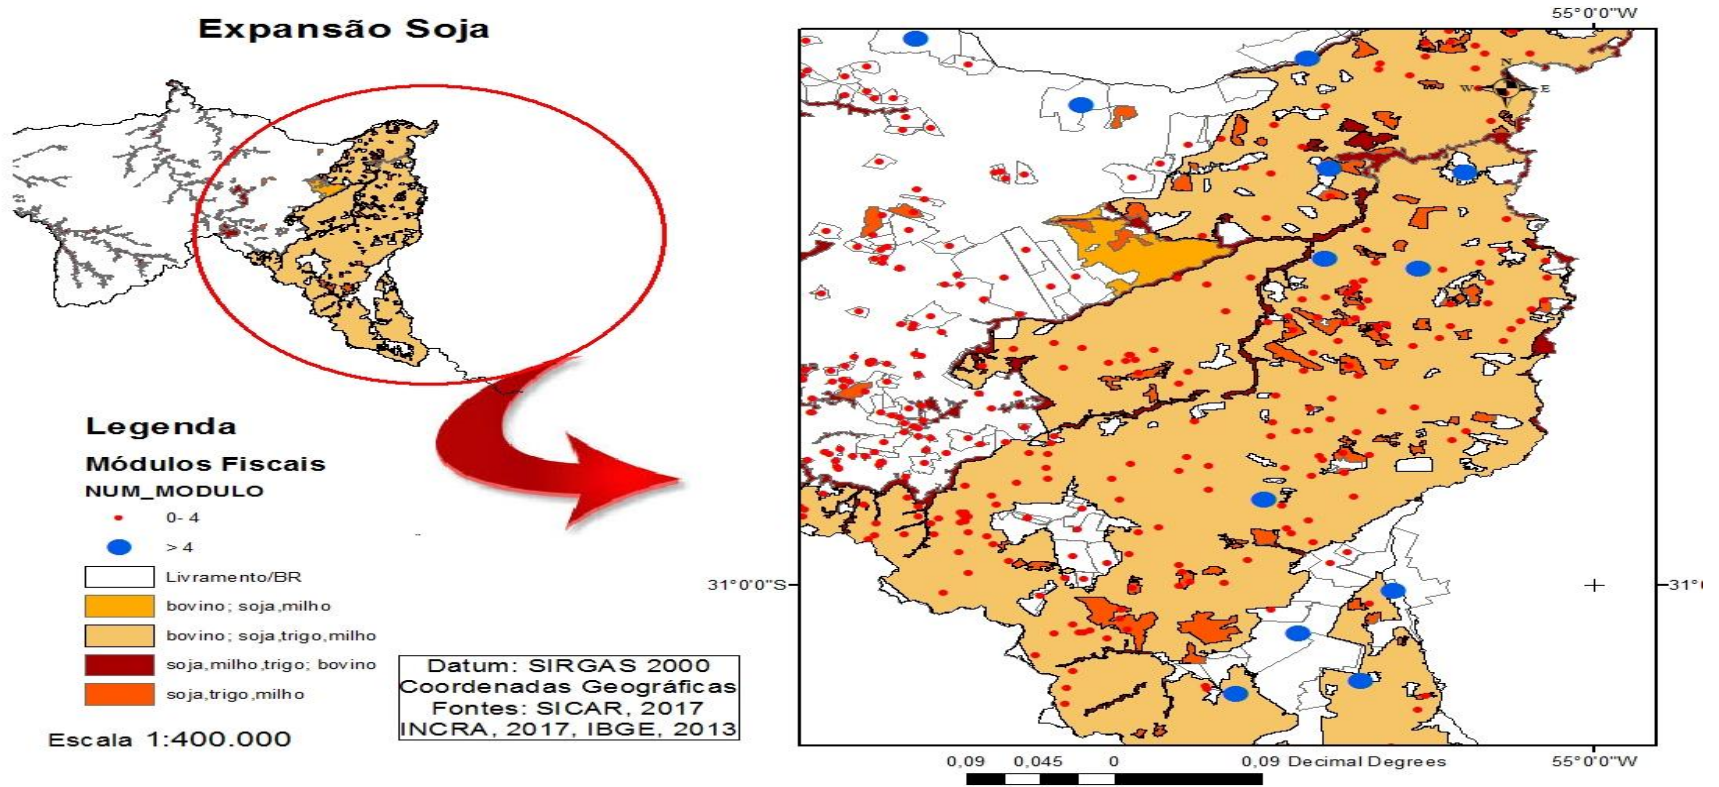 Expansão Soja
Legenda
Módulos Fiscais
NUM_MODULO
0- 4
> 4
Livramento/BR
bovino; soja,milho
bovino; soja,trigo,milho
soja,milho,trigo; bovino
soja,trigo,milho
Escala 1:400.000
Datum: SIRGAS 2000
Coordenadas Geográficas
Fontes: SICAR, 2017
INCRA, 2017, IBGE, 2013
55°0'0"W
N
W E
31°0'0"S
31°
0,09 0,045 0 0,09 Decimal Degrees
55°0'0"W